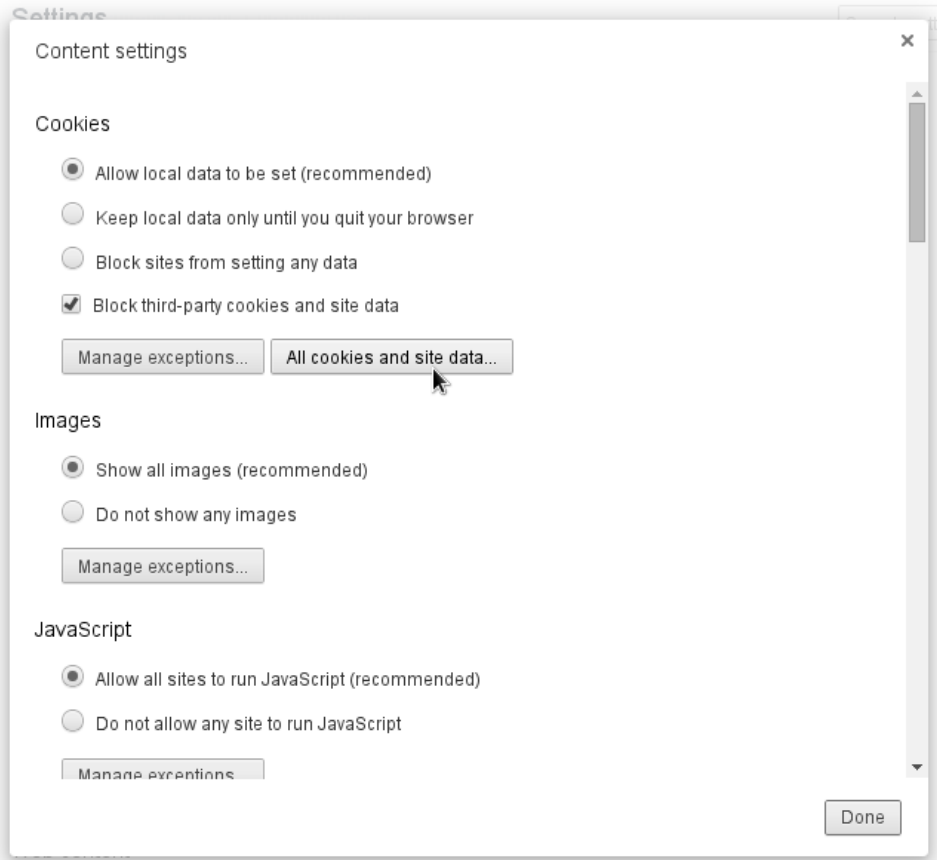 Settings
Content settings
Cookies
Allow local data to be set (recommended)
Keep local data only until you quit your browser
Block sites from setting any data
Block third-party cookies and site data
Manage exceptions... All cookies and site data...
Images
Show all images (recommended)
Do not show any images
Manage exceptions...
JavaScript
Allow all sites to run JavaScript (recommended)
Do not allow any site to run JavaScript
Manage exceptions...
Done